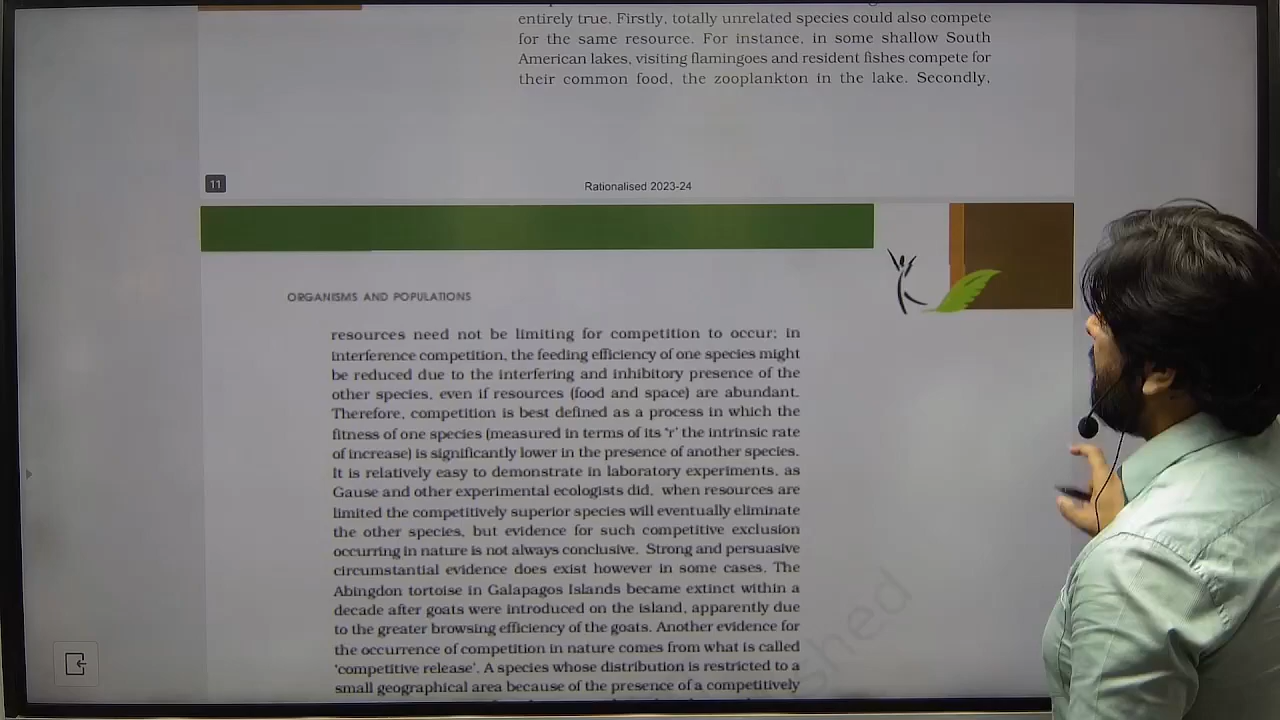 entirely true. Firstly, totally unrelated species could also compete
for the same resource. For instance, in some shallow South
American lakes, visiting flamingoes and resident fishes compete for
their common food, the zooplankton in the lake. Secondly,
11
Rationalised 2023-24
ORGANISMS AND POPULATIONS
resources need not be limiting for competition to occur; in
interference competition, the feeding efficiency of one species might
be reduced due to the interfering and inhibitory presence of the
other species, even if resources (food and space) are abundant.
Therefore, competition is best defined as a process in which the
fitness of one species (measured in terms of its 'r' the intrinsic rate
of increase) is significantly lower in the presence of another species.
It is relatively easy to demonstrate in laboratory experiments, as
Gause and other experimental ecologists did, when resources are
limited the competitively superior species will eventually eliminate
the other species, but evidence for such competitive exclusion
occurring in nature is not always conclusive. Strong and persuasive
circumstantial evidence does exist however in some cases. The
Abingdon tortoise in Galapagos Islands became extinct within a
decade after goats were introduced on the island, apparently due
to the greater browsing efficiency of the goats. Another evidence for
the occurrence of competition in nature comes from what is called
'competitive release'. A species whose distribution is restricted to a
small geographical area because of the presence of a competitively
shed